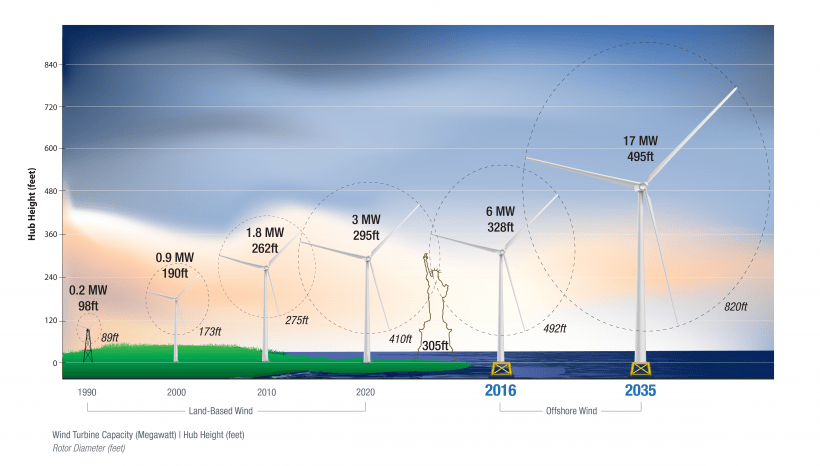 Hub Height (feet)
840
720
600
480
360
240
120
0
0.2 MW
98ft
89ft
0.9 MW
190ft
173ft
1.8 MW
262ft
275ft
3 MW
295ft
410ft
305ft
6 MW
328ft
492ft
17 MW
495ft
820ft
1990
2000
2010
2020
2016
2035
Land-Based Wind
Offshore Wind
Wind Turbine Capacity (Megawatt) | Hub Height (feet)
Rotor Diameter (feet)